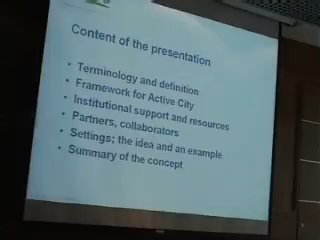 Content of the presentation
• Terminology and definition
• Framework for Active City
• Institutional support and resources
• Partners, collaborators
• Settings; the idea and an example
• Summary of the concept